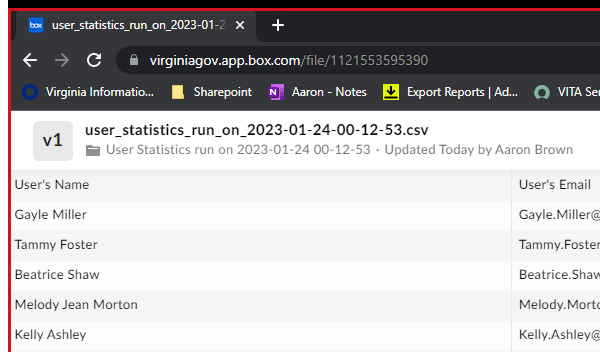 box user_statistics_run_on_2023-01-2
virginiagov.app.box.com/file/1121553595390
Virginia Informatio... Sharepoint Aaron - Notes Export Reports | Ad... VITA Ser
v1 user_statistics_run_on_2023-01-24-00-12-53.csv
User Statistics run on 2023-01-24 00-12-53 · Updated Today by Aaron Brown
User's Name User's Email
Gayle Miller Gayle.Miller@
Tammy Foster Tammy.Foster
Beatrice Shaw Beatrice.Shaw
Melody Jean Morton Melody.Morto
Kelly Ashley Kelly.Ashley@